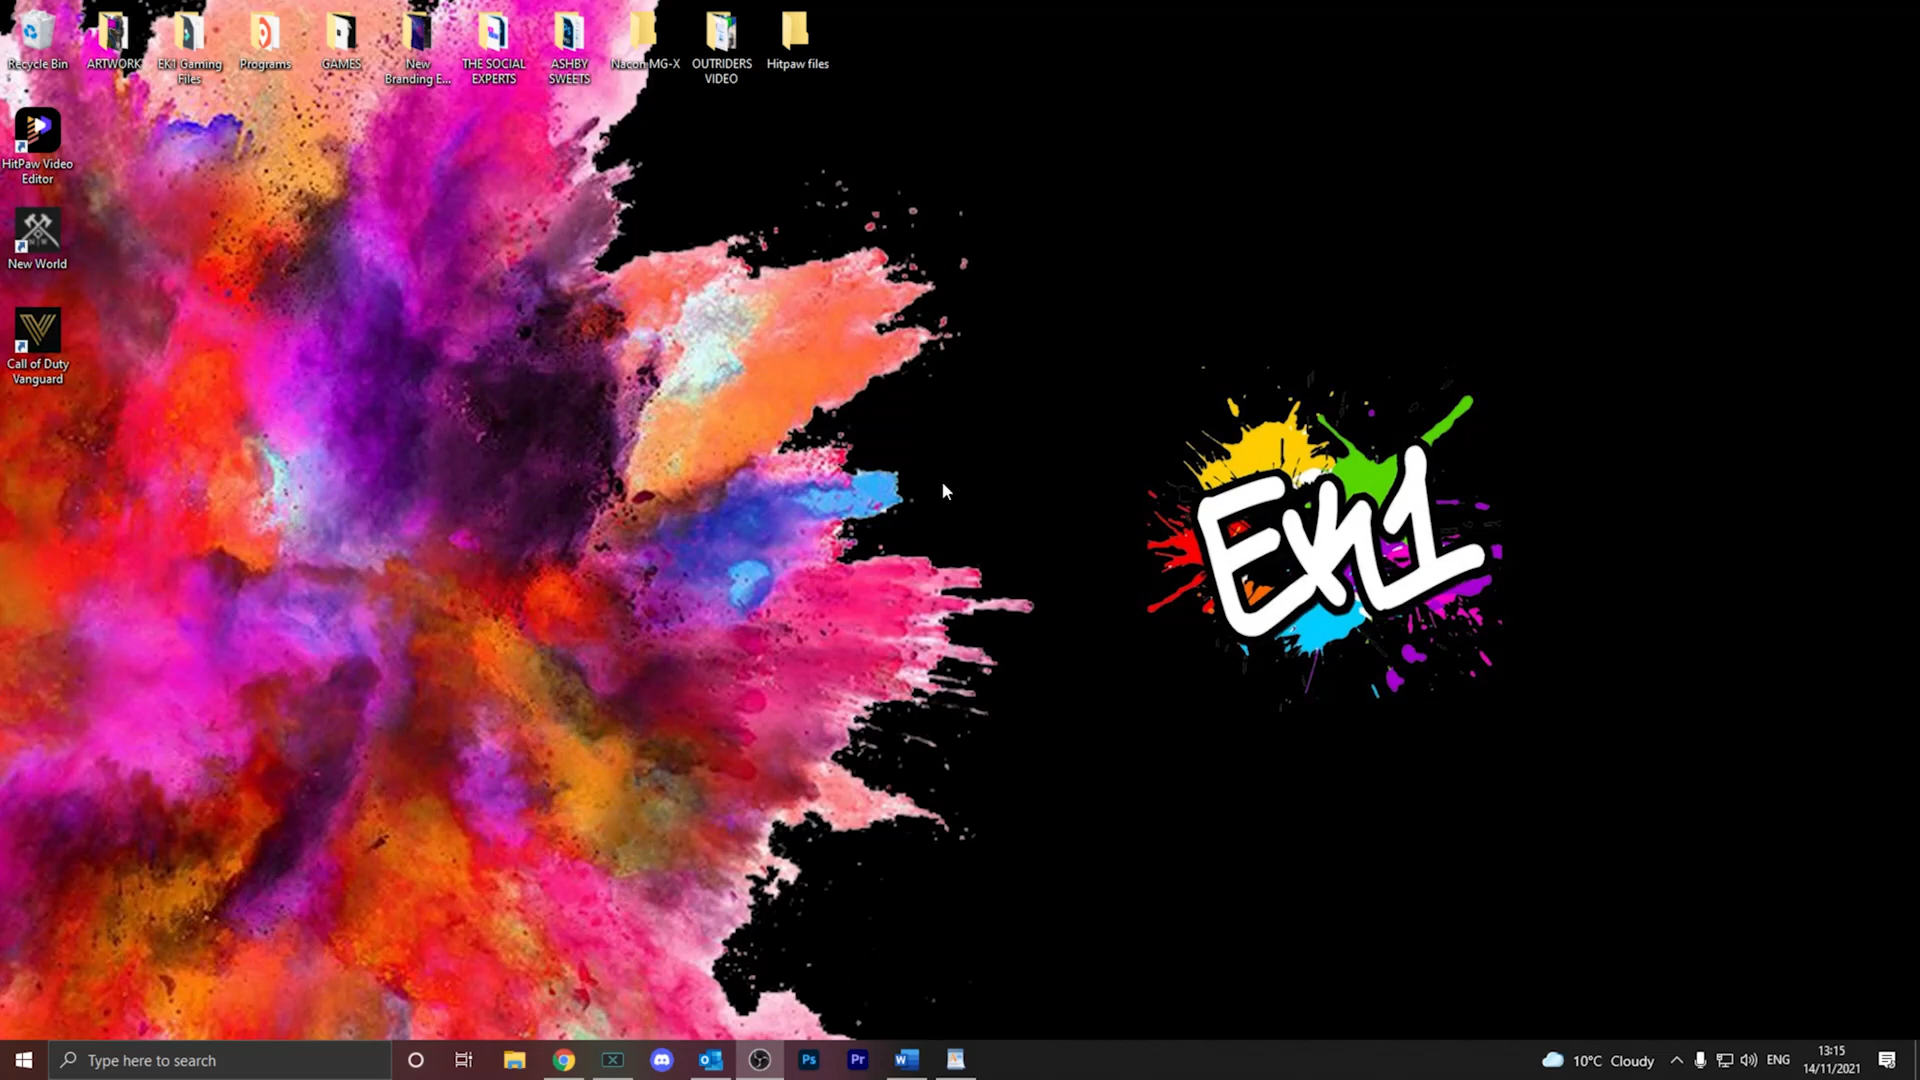 Recycle Bin
ARTWORK
EK1 Gaming
Files
Programs
GAMES
New
Branding E...
THE SOCIAL
EXPERTS
ASHBY
SWEETS
Nacon MG-X
OUTRIDERS
VIDEO
Hitpaw files
HitPaw Video
Editor
New World
Call of Duty
Vanguard
EK1
Type here to search
Ps
Pr
10°C Cloudy
ENG
13:15
14/11/2021